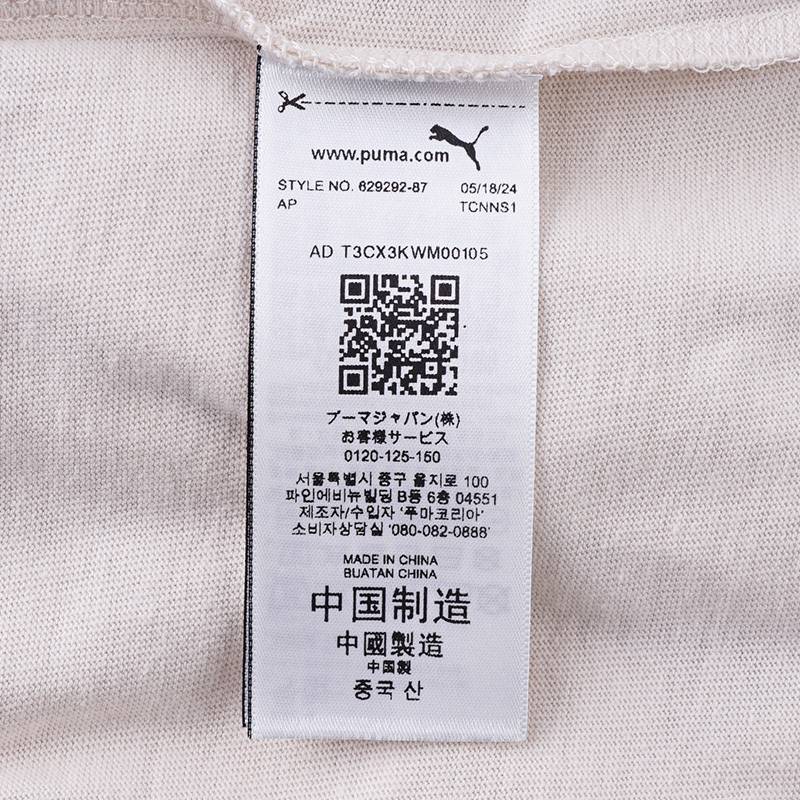 www.puma.com
STYLE NO. 629292-87 05/18/24
AP TCNNS1
AD T3CX3KWM00105
プーマジャパン(株)
お客様サービス
0120-125-150
서울특별시 중구 을지로 100
파인에비뉴빌딩 B동 6층 04551
제조자/수입자 '푸마코리아'
소비자상담실 '080-082-0888'
MADE IN CHINA
BUATAN CHINA
中国制造
中國製造
中国製
중국 산